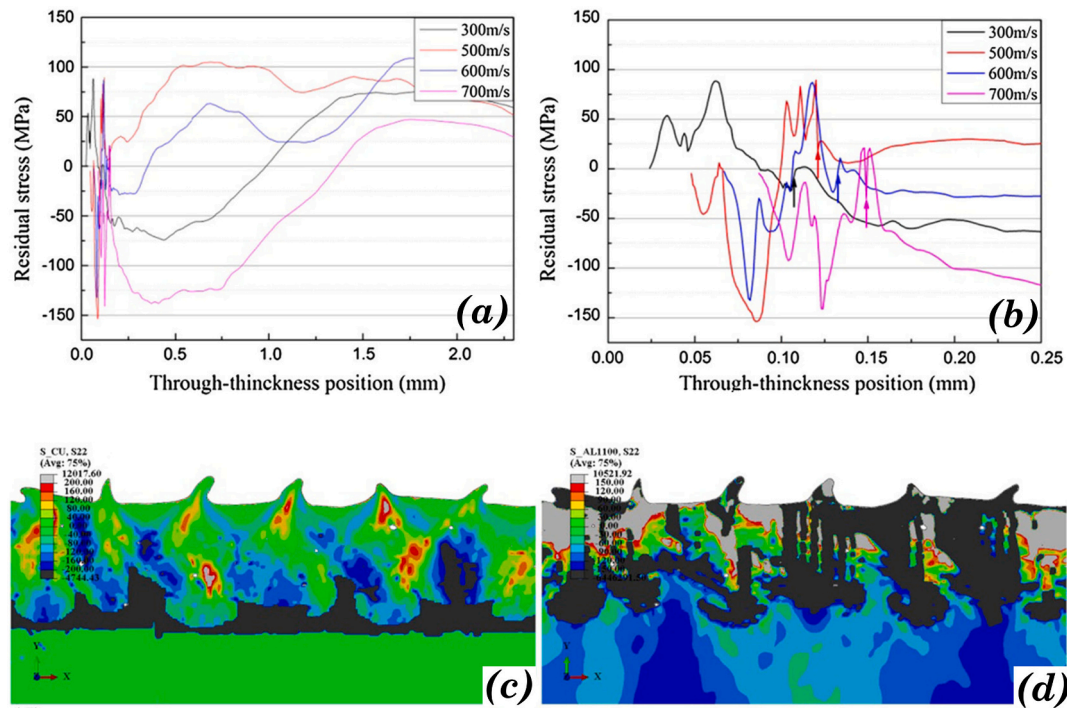 150
100
50
0
-50
-100
-150
Residual stress (MPa)
300m/s
500m/s
600m/s
700m/s
(a)
0.0
0.5
1.0
1.5
2.0
Through-thinckness position (mm)
150
100
50
0
-50
-100
-150
Residual stress (MPa)
300m/s
500m/s
600m/s
700m/s
(b)
0.00
0.05
0.10
0.15
0.20
0.25
Through-thinckness position (mm)
S_CU, S22
(Avg: 75%)
12017.60
200.00
160.00
120.00
80.00
40.00
0.00
Y
X
(c)
S_AL1100, S22
(Avg: 75%)
10521.92
150.00
Y
X
(d)